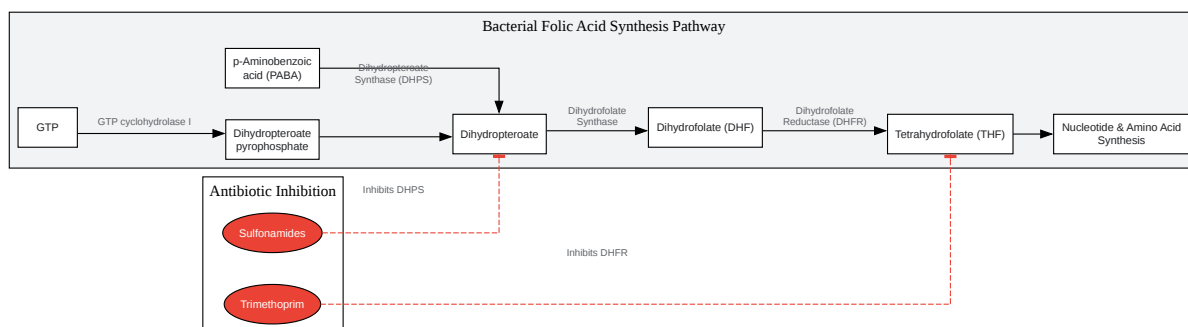 Bacterial Folic Acid Synthesis Pathway
p-Aminobenzoic
acid (PABA)
Dihydropteroate
Synthase (DHPS)
GTP
GTP cyclohydrolase I
Dihydropteroate
pyrophosphate
Dihydropteroate
Dihydrofolate
Synthase
Dihydrofolate (DHF)
Dihydrofolate
Reductase (DHFR)
Tetrahydrofolate (THF)
Nucleotide & Amino Acid
Synthesis
Antibiotic Inhibition
Inhibits DHPS
Sulfonamides
Inhibits DHFR
Trimethoprim